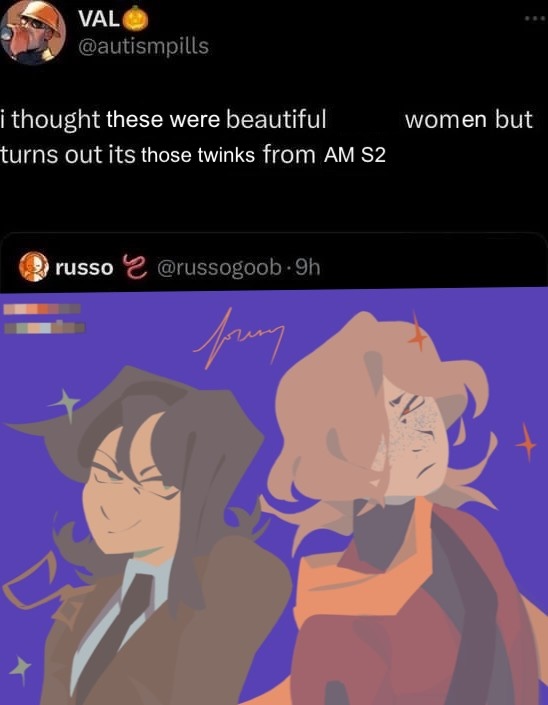 VAL🎃
@autismpills
i thought these were beautiful women but
turns out its those twinks from AM S2
russo 🪱 @russogoob · 9h